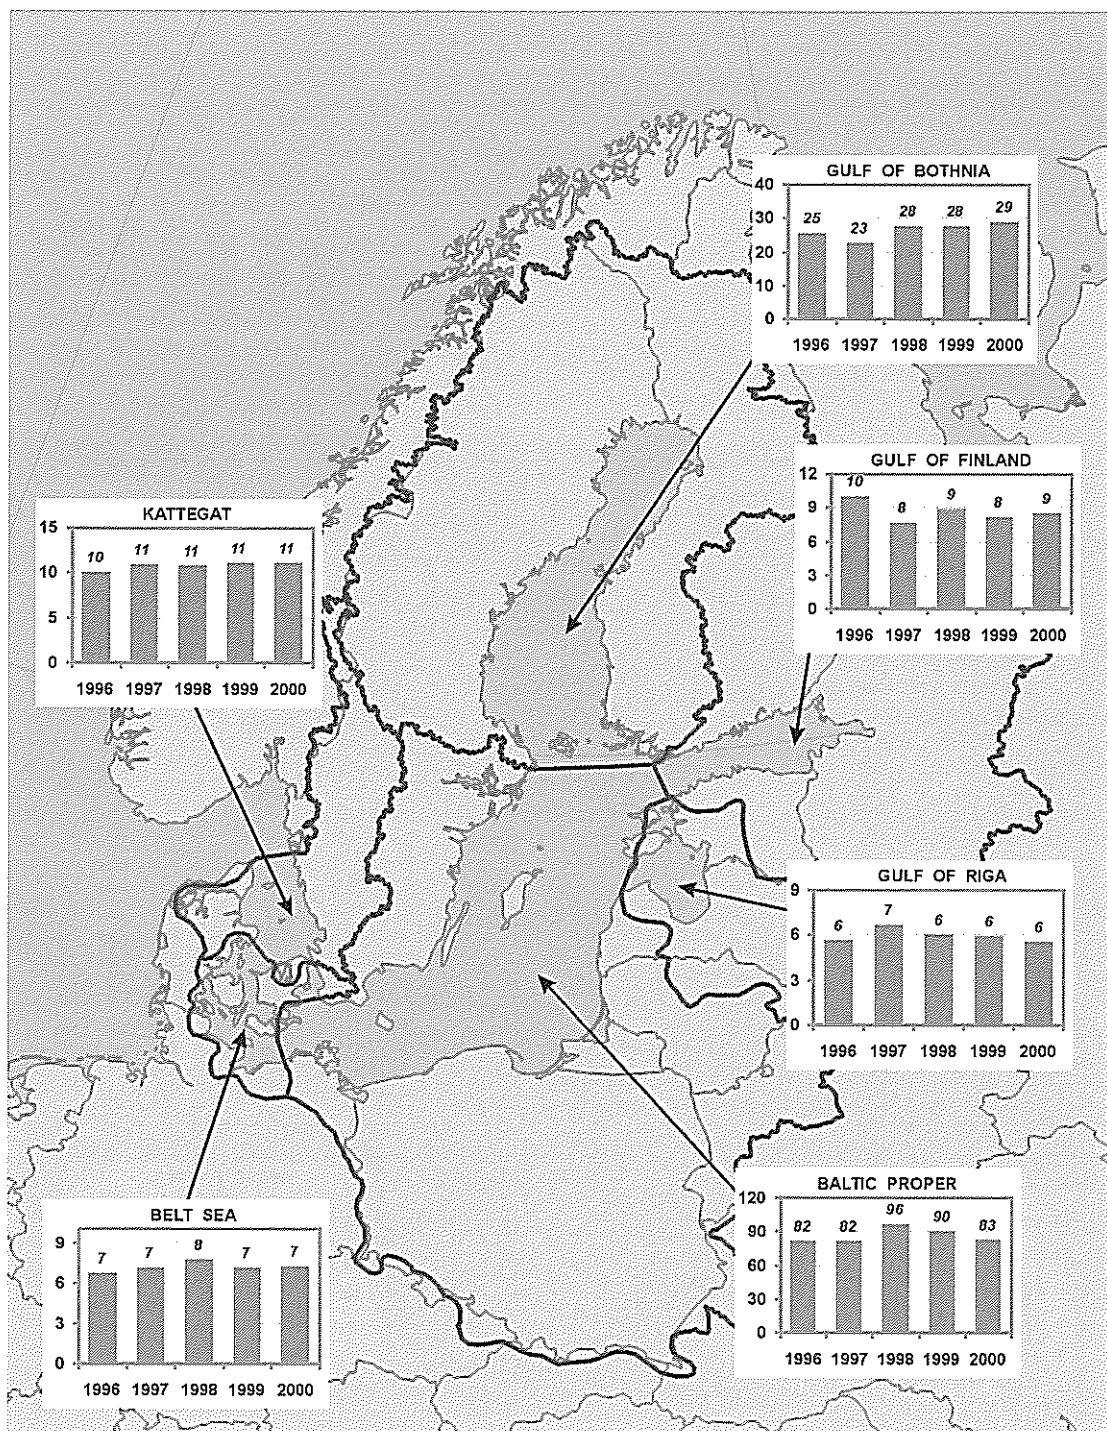 GULF OF BOTHNIA
40
30
20
10
0
25 23 28 28 29
1996 1997 1998 1999 2000
GULF OF FINLAND
12
9
6
3
0
10 8 9 8 9
1996 1997 1998 1999 2000
KATTEGAT
15
10
5
0
10 11 11 11 11
1996 1997 1998 1999 2000
GULF OF RIGA
9
6
3
0
6 7 6 6 6
1996 1997 1998 1999 2000
BALTIC PROPER
120
90
60
30
0
82 82 96 90 83
1996 1997 1998 1999 2000
BELT SEA
9
6
3
0
7 7 8 7 7
1996 1997 1998 1999 2000